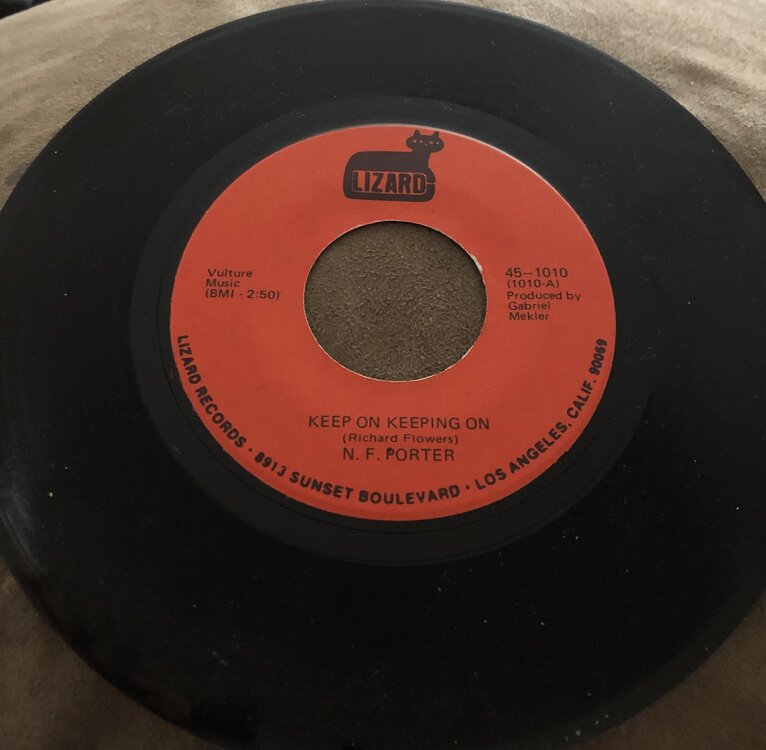 LIZARD
Vulture
Music
(BMI - 2:50)
45-1010
(1010-A)
Produced by
Gabriel
Mekler
KEEP ON KEEPING ON
(Richard Flowers)
N. F. PORTER
LIZARD RECORDS · 8913 SUNSET BOULEVARD · LOS ANGELES, CALIF. 90069